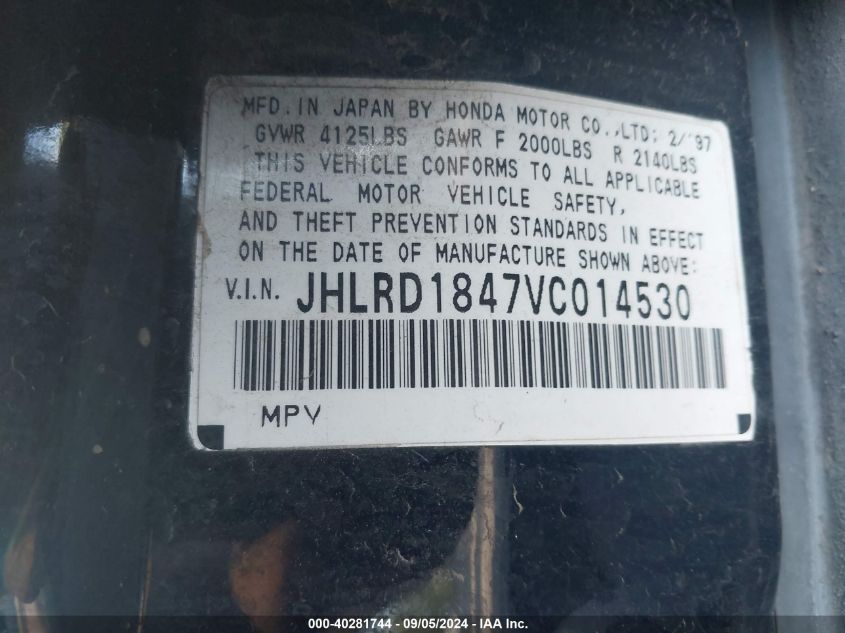 MFD. IN JAPAN BY HONDA MOTOR CO.,LTD; 2/'97
GVWR 4125LBS GAWR F 2000LBS R 2140LBS
THIS VEHICLE CONFORMS TO ALL APPLICABLE
FEDERAL MOTOR VEHICLE SAFETY,
AND THEFT PREVENTION STANDARDS IN EFFECT
ON THE DATE OF MANUFACTURE SHOWN ABOVE:
V.I.N. JHLRD1847VC014530
MPV
000-40281744 - 09/05/2024 - IAA Inc.